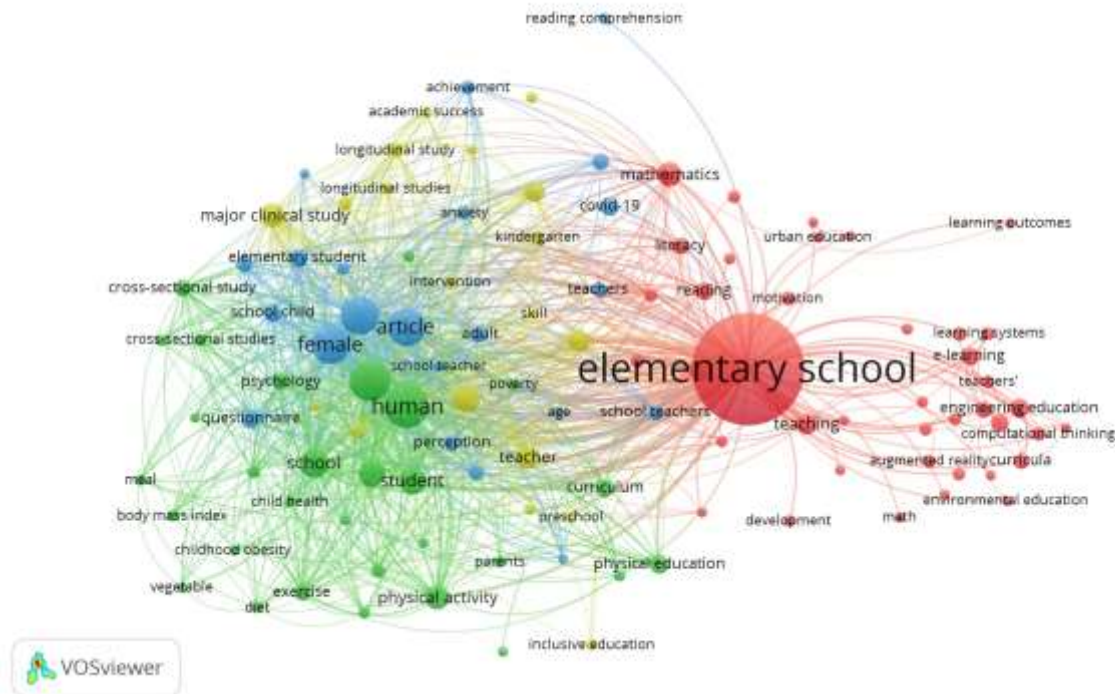 reading comprehension
achievement
academic success
longitudinal study
mathematics
longitudinal studies
covid-19
major clinical study
anxiety
learning outcomes
kindergarten
urban education
literacy
elementary student
intervention
cross-sectional study
teachers
reading
motivation
school child
skill
article
adult
learning systems
cross-sectional studies
female
e-learning
school teacher
elementary school
psychology
poverty
teachers'
human
age
school teachers
engineering education
questionnaire
teaching
computational thinking
perception
teacher
school
augmented reality
curricula
meal
student
curriculum
child health
environmental education
body mass index
preschool
development
math
childhood obesity
parents
physical education
vegetable
exercise
diet
physical activity
inclusive education
VOSviewer